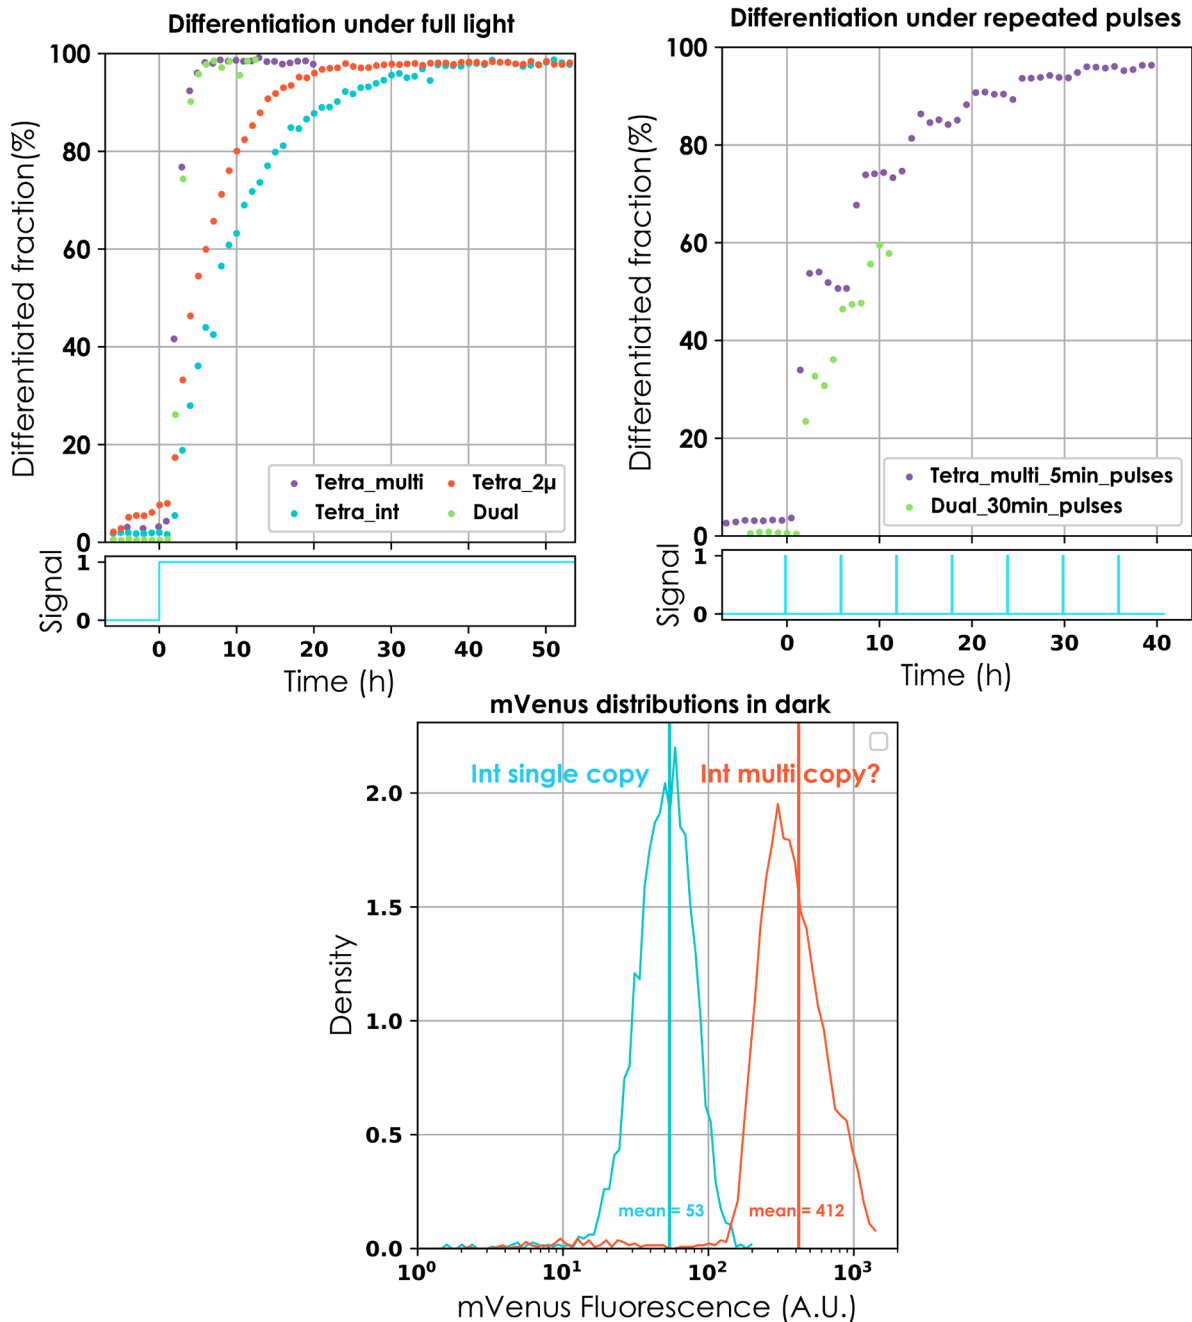 Differentiation under full light
Differentiated fraction(%)
100
80
60
40
20
0
Tetra_multi
Tetra_2µ
Tetra_int
Dual
Signal
1
0
0
10
20
30
40
50
Time (h)
Differentiation under repeated pulses
Differentiated fraction(%)
100
80
60
40
20
0
Tetra_multi_5min_pulses
Dual_30min_pulses
Signal
1
0
0
10
20
30
40
Time (h)
mVenus distributions in dark
Density
2.0
1.5
1.0
0.5
0.0
Int single copy
Int multi copy?
mean = 53
mean = 412
10⁰
10¹
10²
10³
mVenus Fluorescence (A.U.)